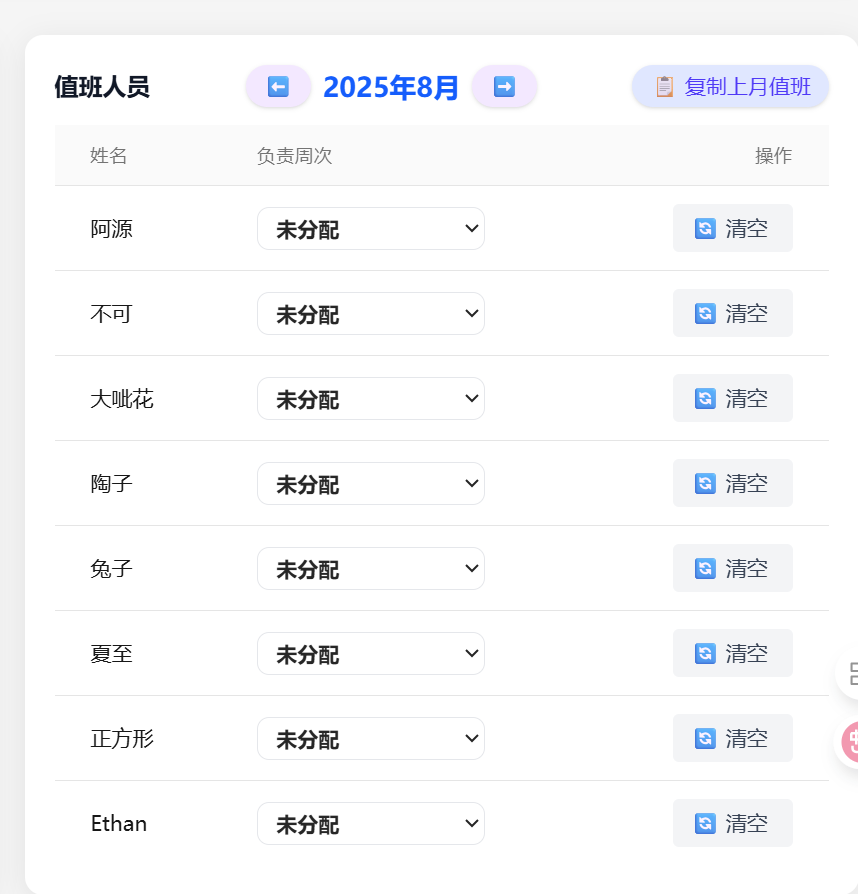 值班人员 ⬅️ 2025年8月 ➡️ 📋 复制上月值班
姓名 负责周次 操作
阿源 未分配 🔄 清空
不可 未分配 🔄 清空
大呲花 未分配 🔄 清空
陶子 未分配 🔄 清空
兔子 未分配 🔄 清空
夏至 未分配 🔄 清空
正方形 未分配 🔄 清空
Ethan 未分配 🔄 清空